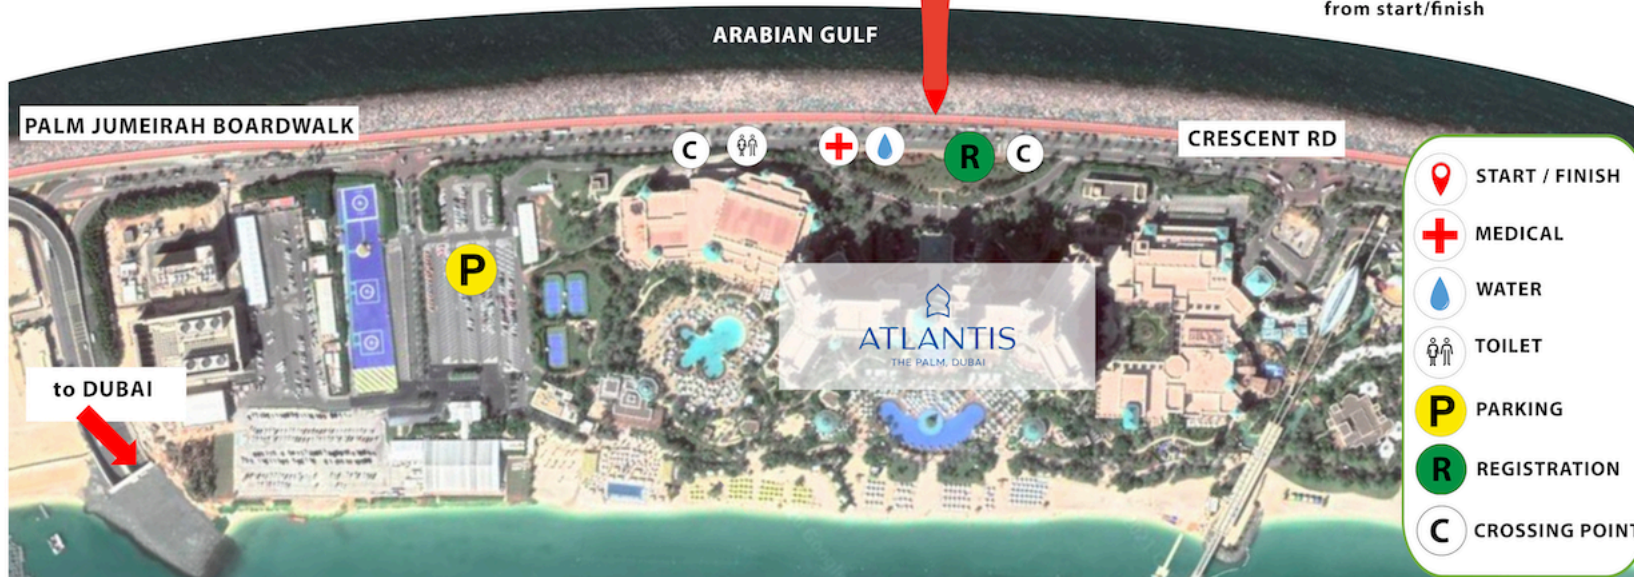 from start/finish
ARABIAN GULF
PALM JUMEIRAH BOARDWALK
CRESCENT RD
C
R
C
P
ATLANTIS
THE PALM, DUBAI
to DUBAI
START / FINISH
MEDICAL
WATER
TOILET
P PARKING
R REGISTRATION
C CROSSING POINT